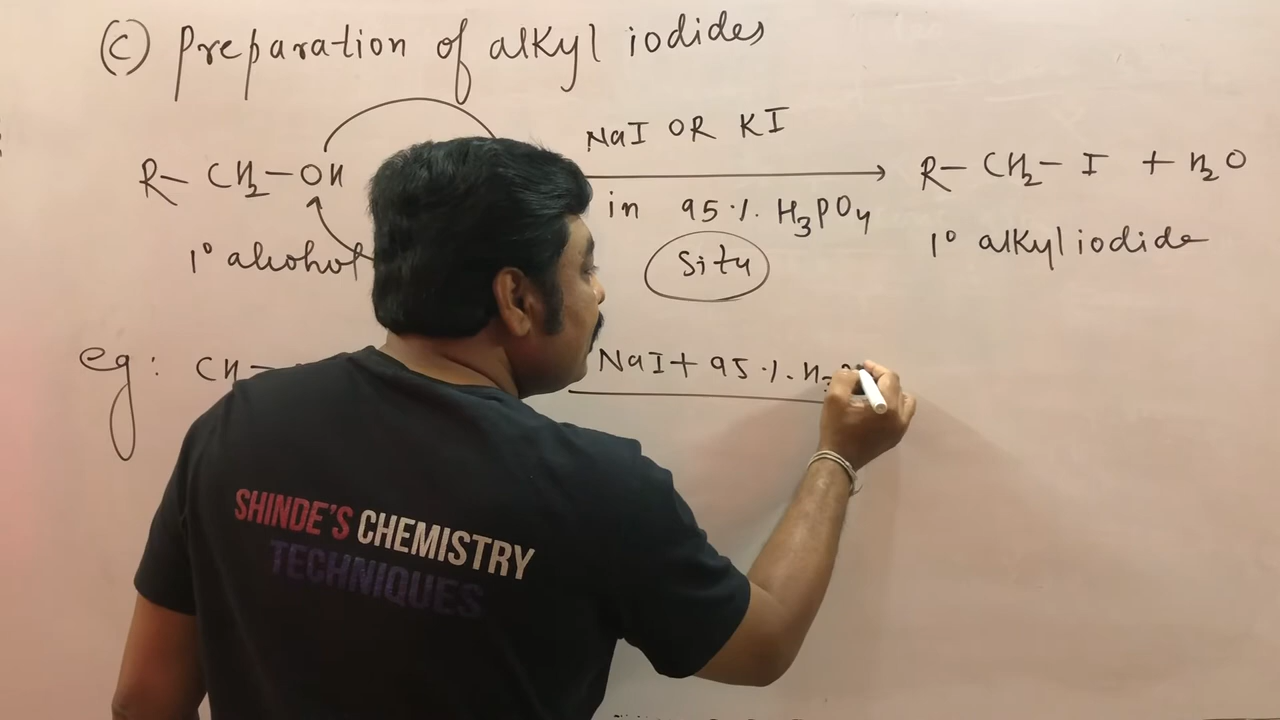 (C) Preparation of alkyl iodides
NaI OR KI
R- CH2-OH
R- CH2- I + H2O
in 95·/. H3PO4
1° alcohol
Situ
1° alkyl iodide
eg: CH-
NaI+ 95·/. H3
SHINDE'S CHEMISTRY
TECHNIQUES